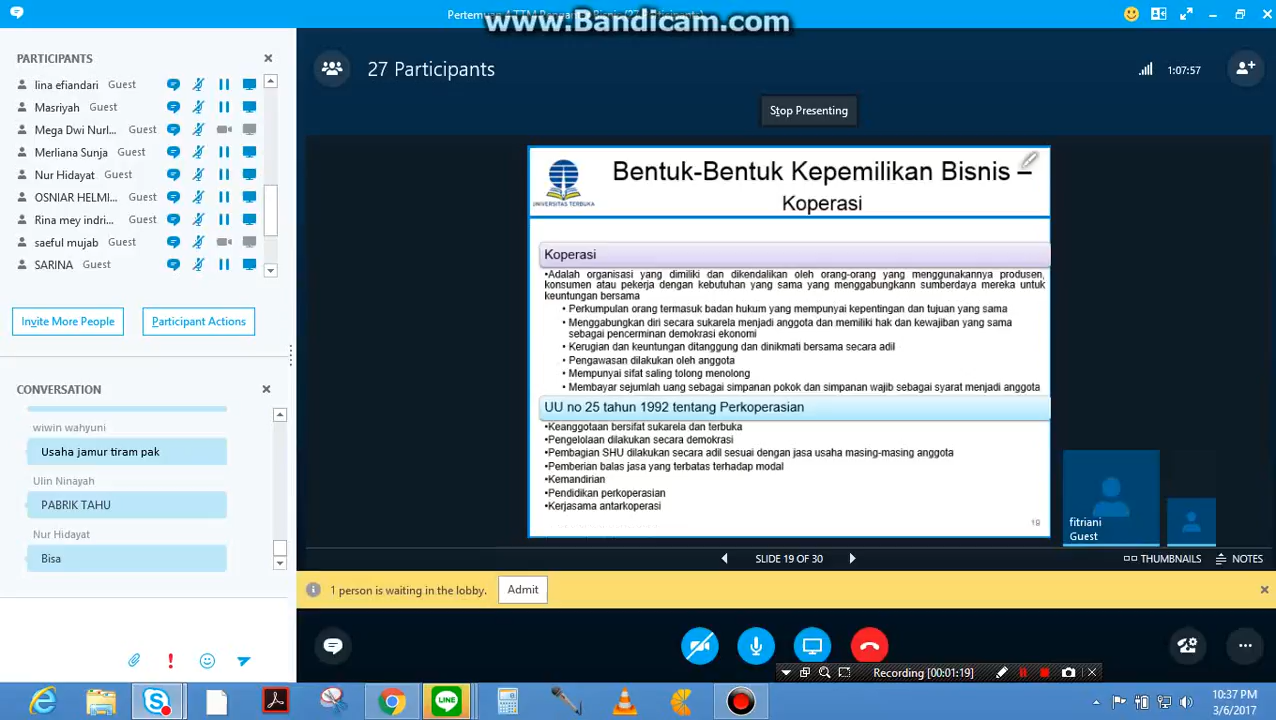 www.Bandicam.com
PARTICIPANTS
lina efiandari Guest
Masriyah Guest
Mega Dwi Nurl... Guest
Merliana Sunja Guest
Nur Hidayat Guest
OSNIAR HELMI... Guest
Rina mey indri... Guest
saeful mujab Guest
SARINA Guest
Invite More People
Participant Actions
CONVERSATION
wiwin wahyuni
Usaha jamur tiram pak
Ulin Ninayah
PABRIK TAHU
Nur Hidayat
Bisa
27 Participants
1:07:57
Stop Presenting
UNIVERSITAS TERBUKA
Bentuk-Bentuk Kepemilikan Bisnis –
Koperasi
Koperasi
•Adalah organisasi yang dimiliki dan dikendalikan oleh orang-orang yang menggunakannya produsen,
konsumen atau pekerja dengan kebutuhan yang sama yang menggabungkann sumberdaya mereka untuk
keuntungan bersama
• Perkumpulan orang termasuk badan hukum yang mempunyai kepentingan dan tujuan yang sama
• Menggabungkan diri secara sukarela menjadi anggota dan memiliki hak dan kewajiban yang sama
sebagai pencerminan demokrasi ekonomi
• Kerugian dan keuntungan ditanggung dan dinikmati bersama secara adil
• Pengawasan dilakukan oleh anggota
• Mempunyai sifat saling tolong menolong
• Membayar sejumlah uang sebagai simpanan pokok dan simpanan wajib sebagai syarat menjadi anggota
UU no 25 tahun 1992 tentang Perkoperasian
•Keanggotaan bersifat sukarela dan terbuka
•Pengelolaan dilakukan secara demokrasi
•Pembagian SHU dilakukan secara adil sesuai dengan jasa usaha masing-masing anggota
•Pemberian balas jasa yang terbatas terhadap modal
•Kemandirian
•Pendidikan perkoperasian
•Kerjasama antarkoperasi
19
fitriani
Guest
SLIDE 19 OF 30
THUMBNAILS
NOTES
1 person is waiting in the lobby.
Admit
Recording [00:01:19]
LINE
10:37 PM
3/6/2017